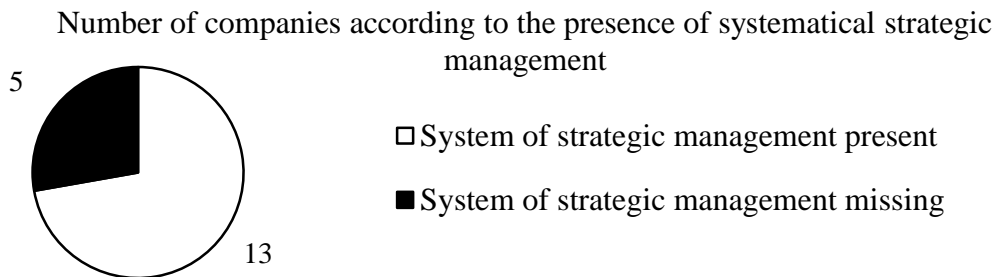 Number of companies according to the presence of systematical strategic
management
5
System of strategic management present
System of strategic management missing
13